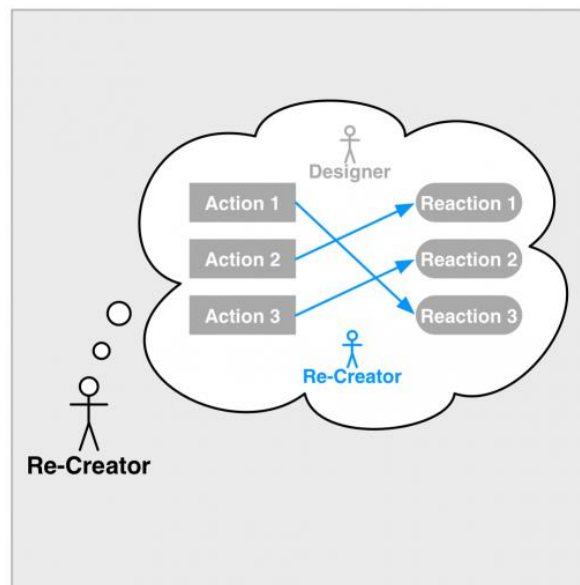 Designer
Action 1 Reaction 1
Action 2 Reaction 2
Action 3 Reaction 3
Re-Creator
Re-Creator